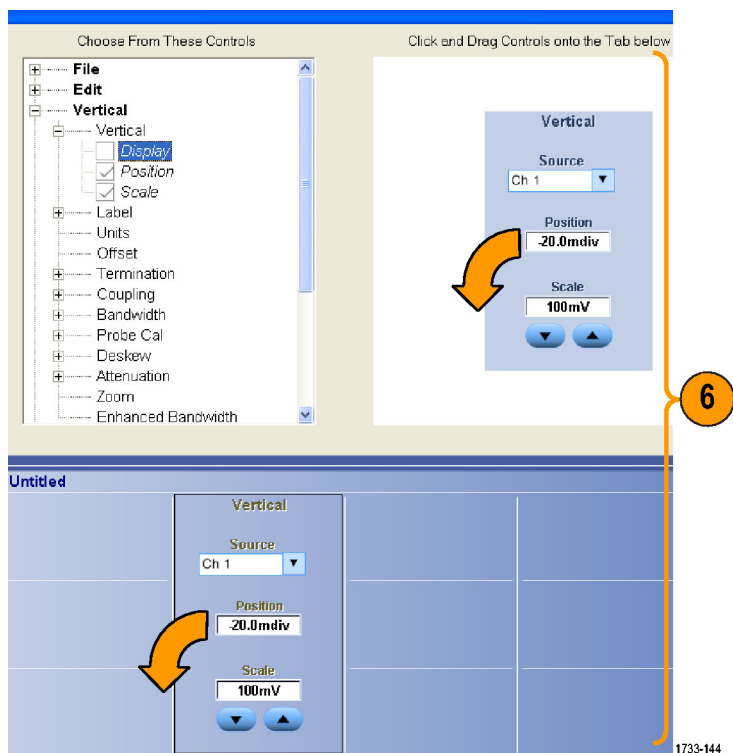 Choose From These Controls
Click and Drag Controls onto the Tab below
File
Edit
Vertical
Vertical
Display
Position
Scale
Label
Units
Offset
Termination
Coupling
Bandwidth
Probe Cal
Deskew
Attenuation
Zoom
Enhanced Bandwidth
Vertical
Source
Ch 1
Position
-20.0mdiv
Scale
100mV
6
Untitled
Vertical
Source
Ch 1
Position
-20.0mdiv
Scale
100mV
1733-144